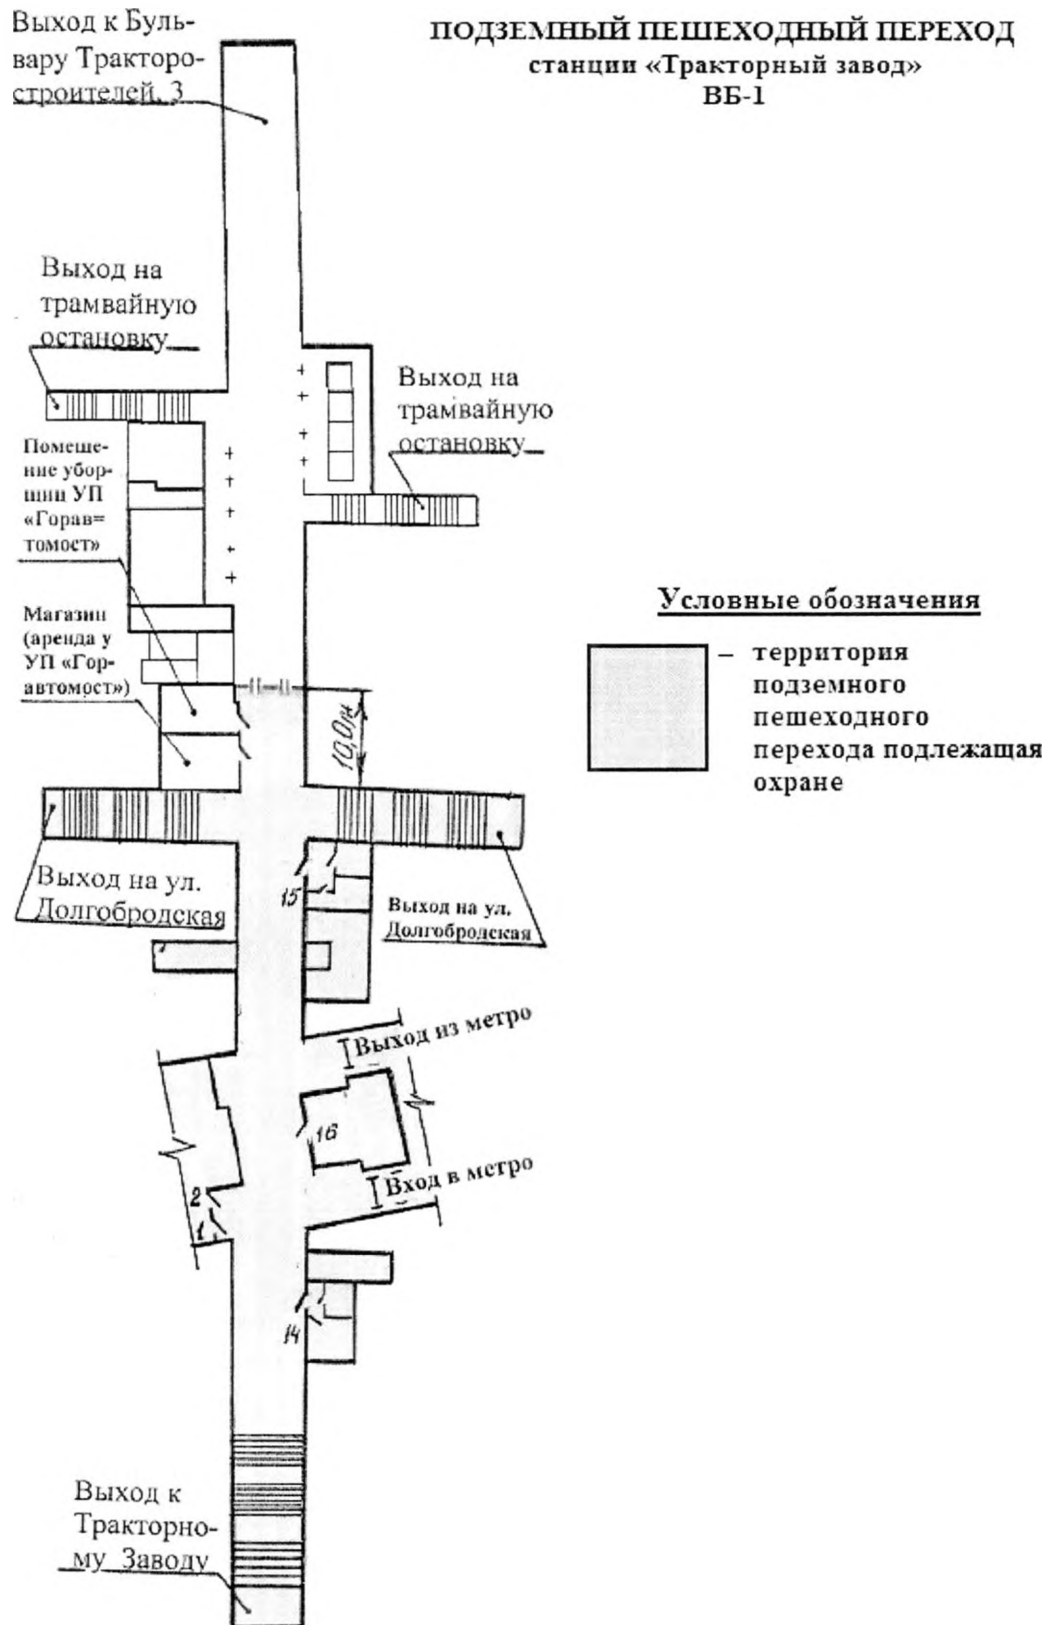 Выход к Буль-
вару Тракторо-
строителей, 3
ПОДЗЕМНЫЙ ПЕШЕХОДНЫЙ ПЕРЕХОД
станции «Тракторный завод»
ВБ-1
Выход на
трамвайную
остановку
Выход на
трамвайную
остановку
Помеще-
ние убор-
щиц УП
«Горав=
томост»
Магазин
(аренда у
УП «Гор-
автомост»)
10,0м
Условные обозначения
– территория
подземного
пешеходного
перехода подлежащая
охране
Выход на ул.
Долгобродская
15
Выход на ул.
Долгобродская
Выход из метро
16
Вход в метро
2
1
14
Выход к
Тракторно-
му Заводу